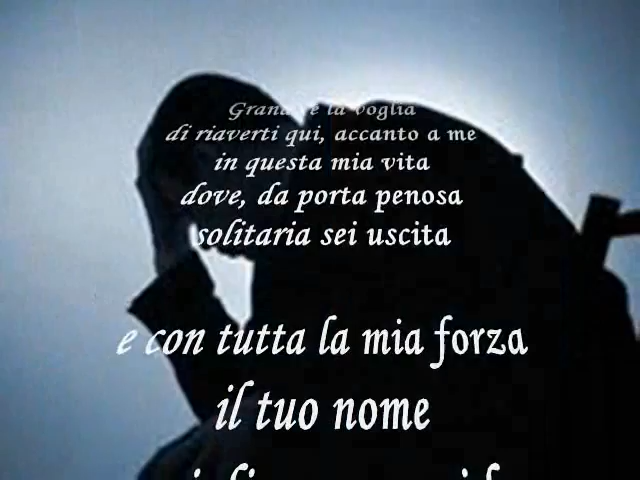 Grande è la voglia
di riaverti qui, accanto a me
in questa mia vita
dove, da porta penosa
solitaria sei uscita
e con tutta la mia forza
il tuo nome